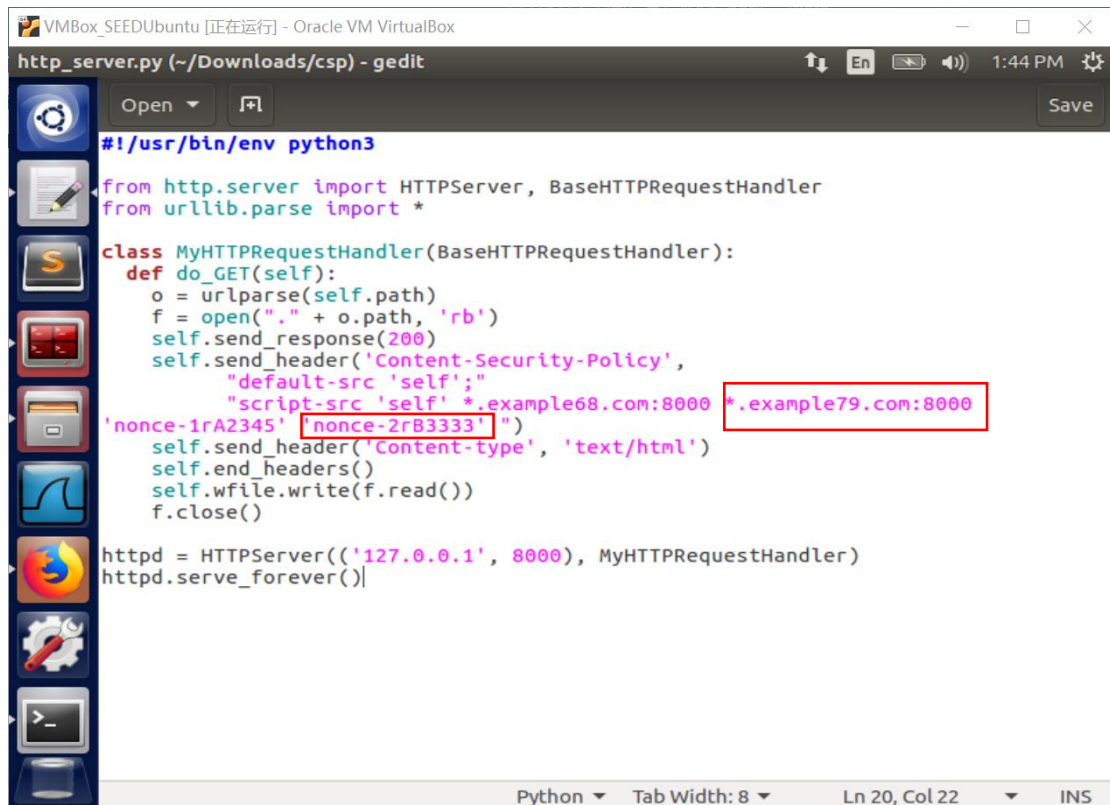 VMBox_SEEDUbuntu [正在运行] - Oracle VM VirtualBox
http_server.py (~/Downloads/csp) - gedit En 1:44 PM
Open Save
#!/usr/bin/env python3
from http.server import HTTPServer, BaseHTTPRequestHandler
from urllib.parse import *
class MyHTTPRequestHandler(BaseHTTPRequestHandler):
  def do_GET(self):
    o = urlparse(self.path)
    f = open("." + o.path, 'rb')
    self.send_response(200)
    self.send_header('Content-Security-Policy',
          "default-src 'self';"
          "script-src 'self' *.example68.com:8000 *.example79.com:8000
'nonce-1rA2345' 'nonce-2rB3333' ")
    self.send_header('Content-type', 'text/html')
    self.end_headers()
    self.wfile.write(f.read())
    f.close()
httpd = HTTPServer(('127.0.0.1', 8000), MyHTTPRequestHandler)
httpd.serve_forever()
Python Tab Width: 8 Ln 20, Col 22 INS